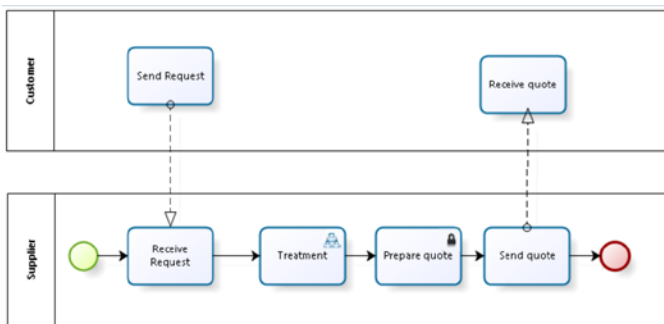 Customer
Send Request
Receive quote
Supplier
Receive
Request
Treatment
Prepare quote
Send quote